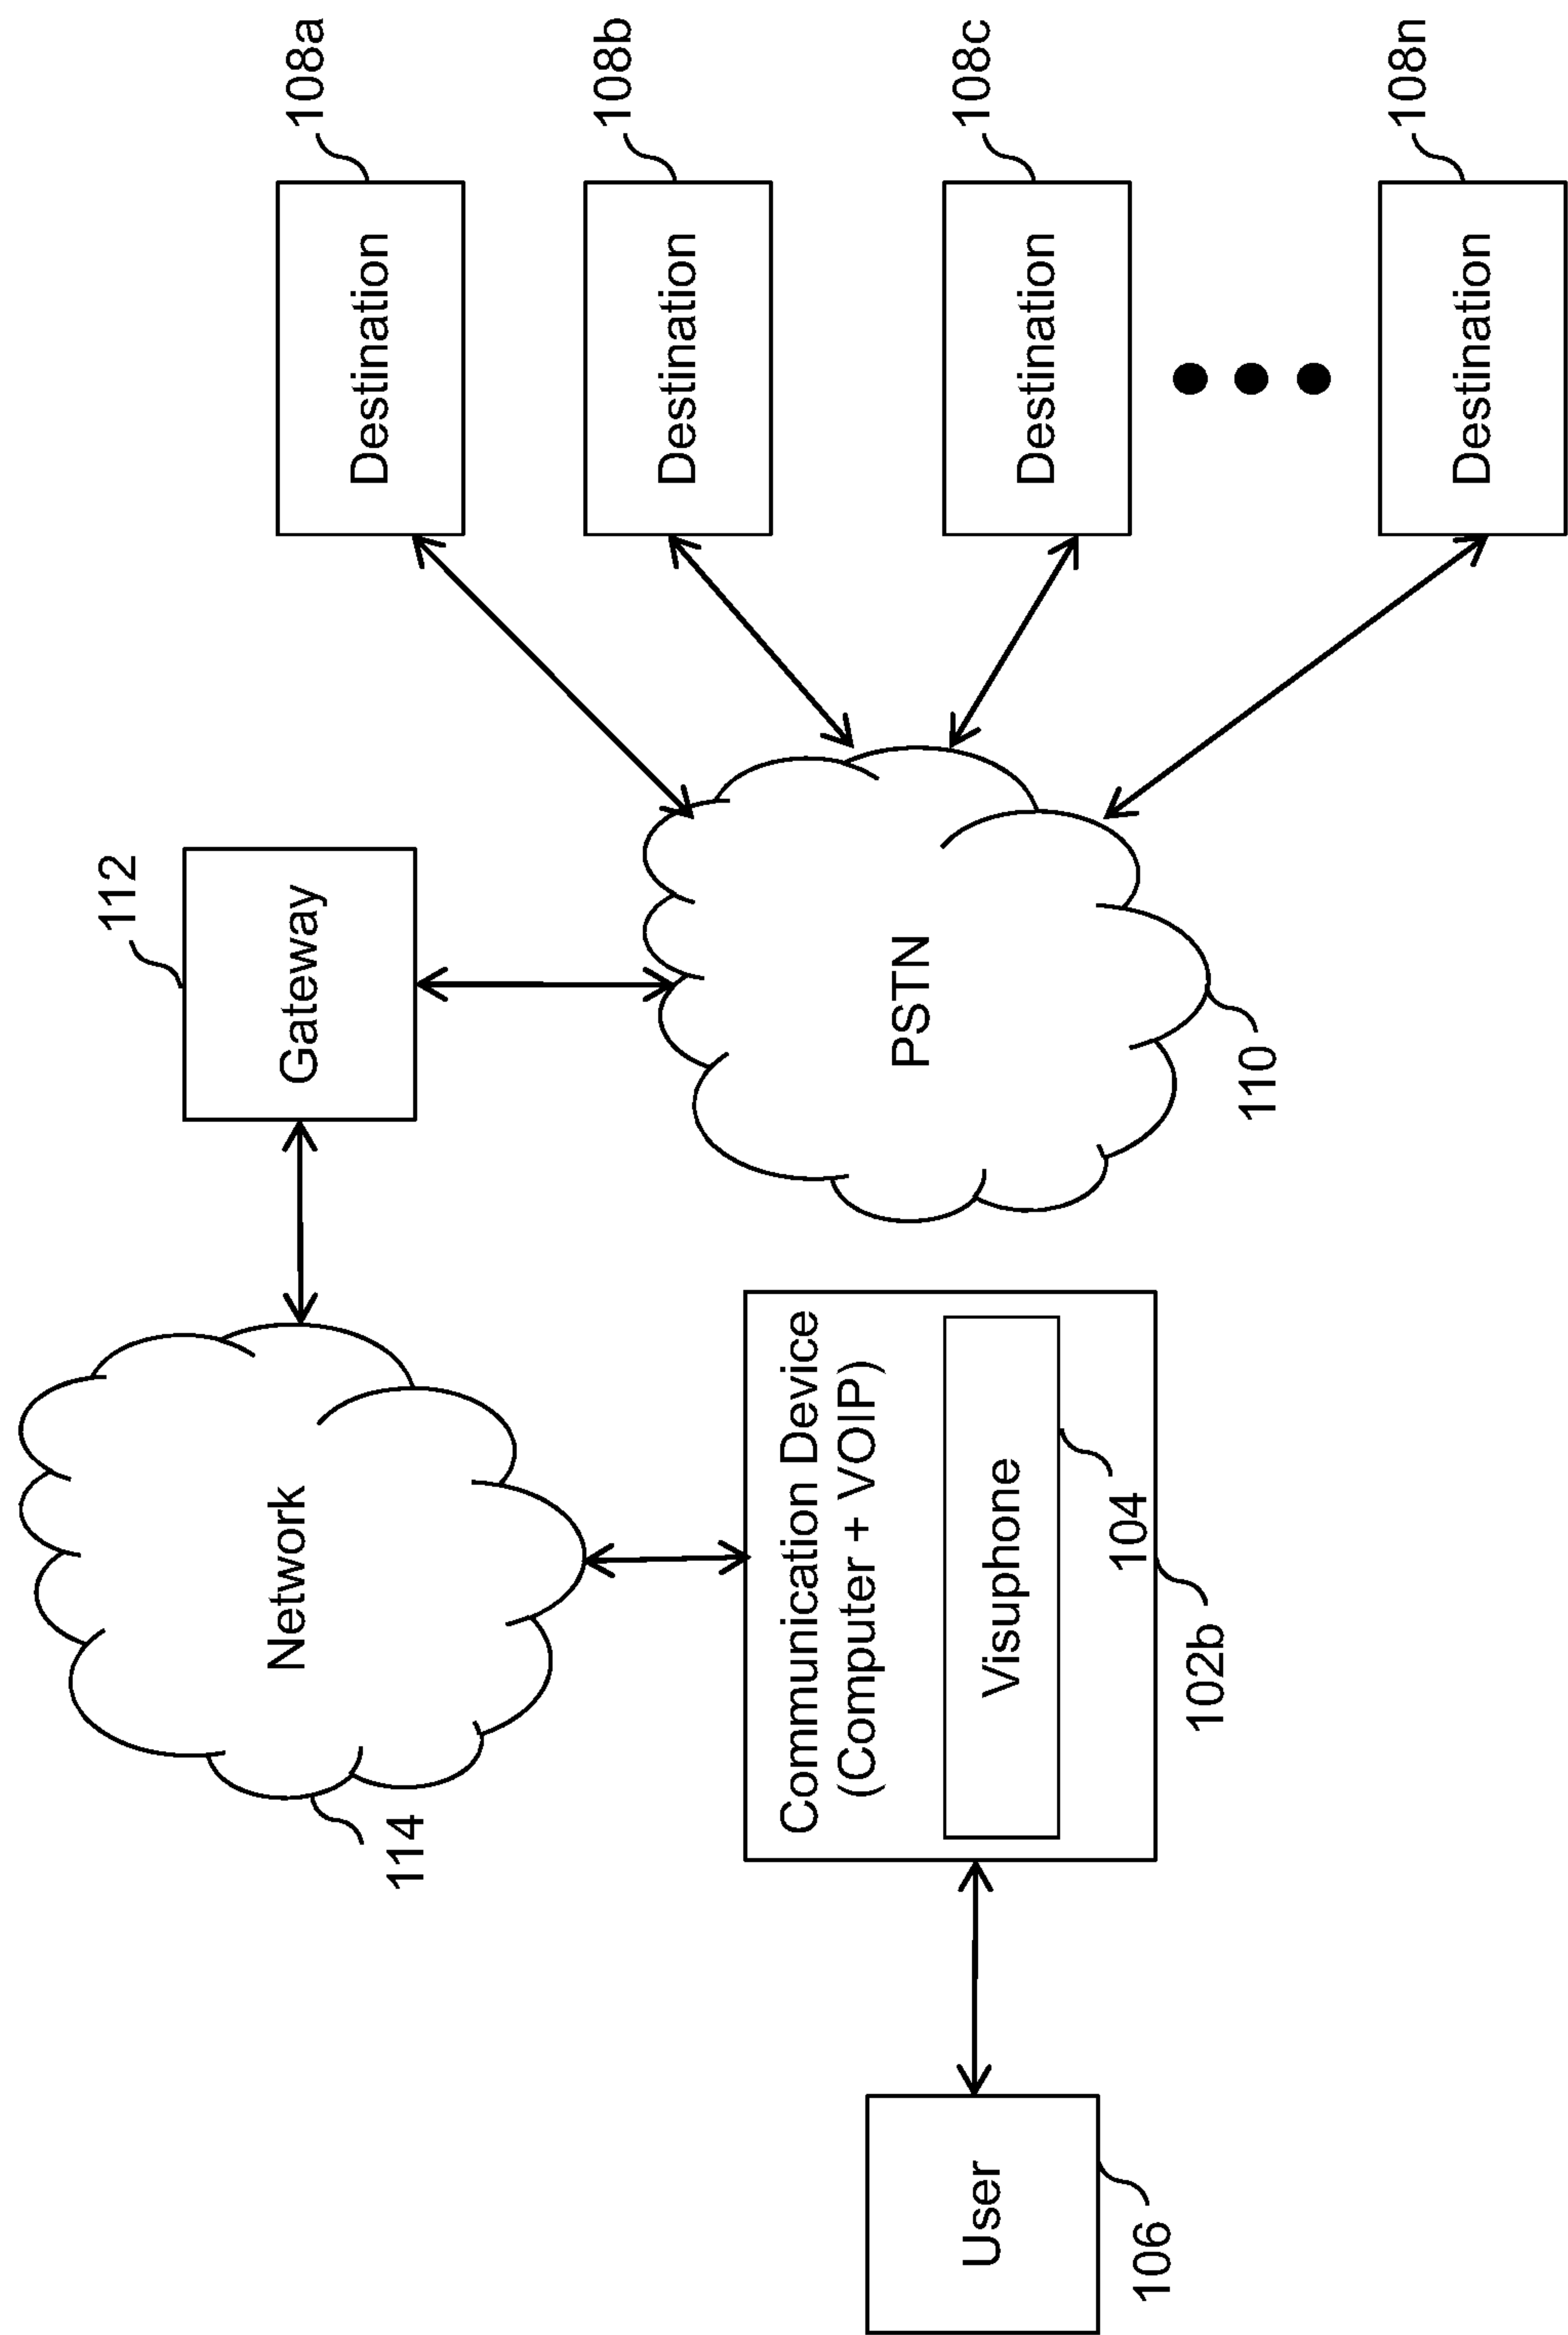 114
Network
112
Gateway
108a
Destination
108b
Destination
Communication Device
(Computer + VOIP)
Visuphone
104
102b
User
106
PSTN
110
108c
Destination
108n
Destination